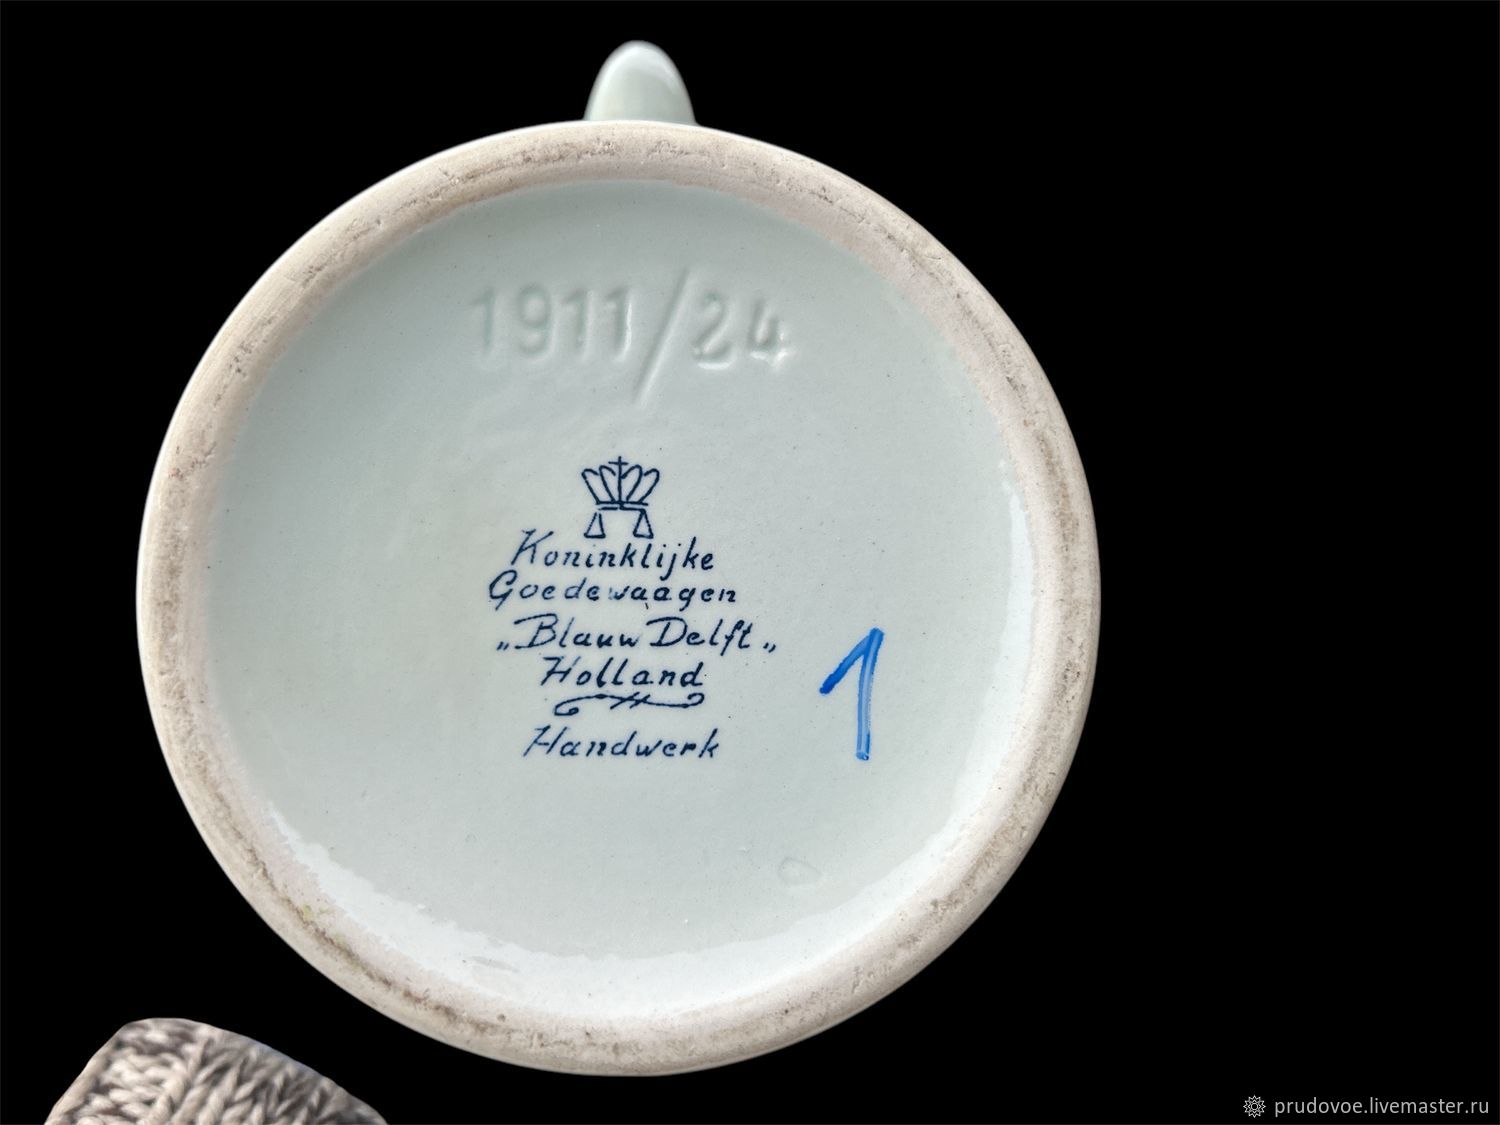 1911/24
Koninklijke
Goedewaagen
„Blauw Delft„
Holland
Handwerk
1
prudovoe.livemaster.ru